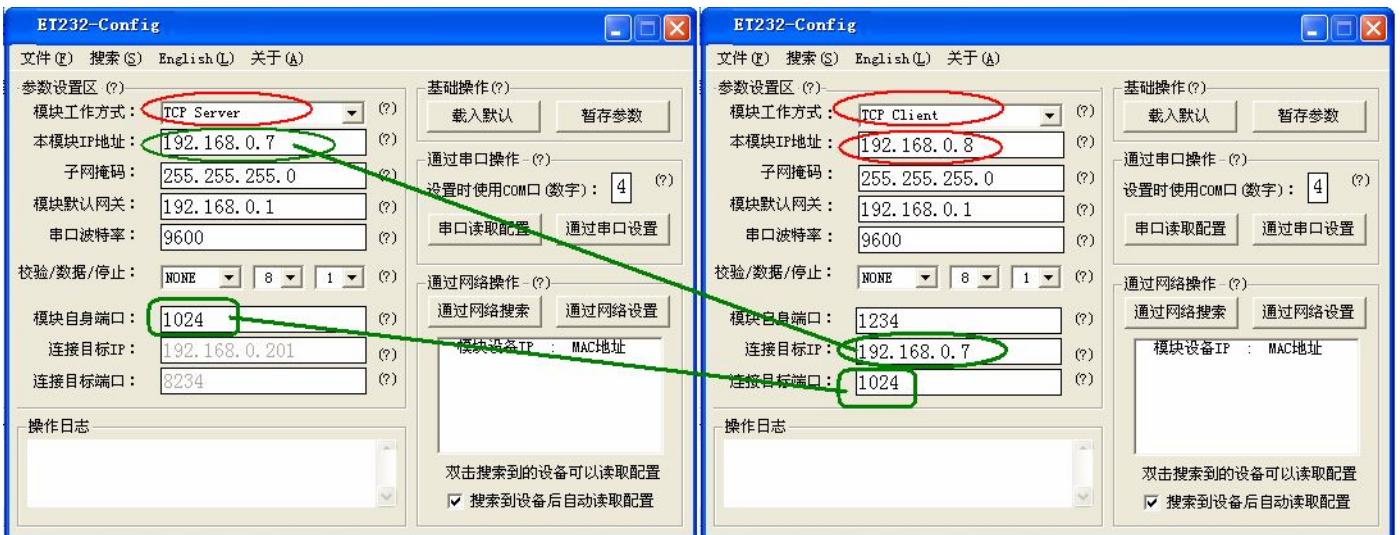 ET232-Config
文件(F) 搜索(S) English(L) 关于(A)
参数设置区 (?)
模块工作方式： TCP Server (?)
本模块IP地址： 192.168.0.7 (?)
子网掩码： 255.255.255.0 (?)
模块默认网关： 192.168.0.1 (?)
串口波特率： 9600 (?)
校验/数据/停止： NONE 8 1 (?)
模块自身端口： 1024 (?)
连接目标IP： 192.168.0.201 (?)
连接目标端口： 8234 (?)
操作日志
基础操作(?)
载入默认 暂存参数
通过串口操作-(?)
设置时使用COM口(数字)： 4 (?)
串口读取配置 通过串口设置
通过网络操作-(?)
通过网络搜索 通过网络设置
模块设备IP : MAC地址
双击搜索到的设备可以读取配置
搜索到设备后自动读取配置
ET232-Config
文件(F) 搜索(S) English(L) 关于(A)
参数设置区 (?)
模块工作方式： TCP Client (?)
本模块IP地址： 192.168.0.8 (?)
子网掩码： 255.255.255.0 (?)
模块默认网关： 192.168.0.1 (?)
串口波特率： 9600 (?)
校验/数据/停止： NONE 8 1 (?)
模块自身端口： 1234 (?)
连接目标IP： 192.168.0.7 (?)
连接目标端口： 1024 (?)
操作日志
基础操作(?)
载入默认 暂存参数
通过串口操作-(?)
设置时使用COM口(数字)： 4 (?)
串口读取配置 通过串口设置
通过网络操作-(?)
通过网络搜索 通过网络设置
模块设备IP : MAC地址
双击搜索到的设备可以读取配置
搜索到设备后自动读取配置